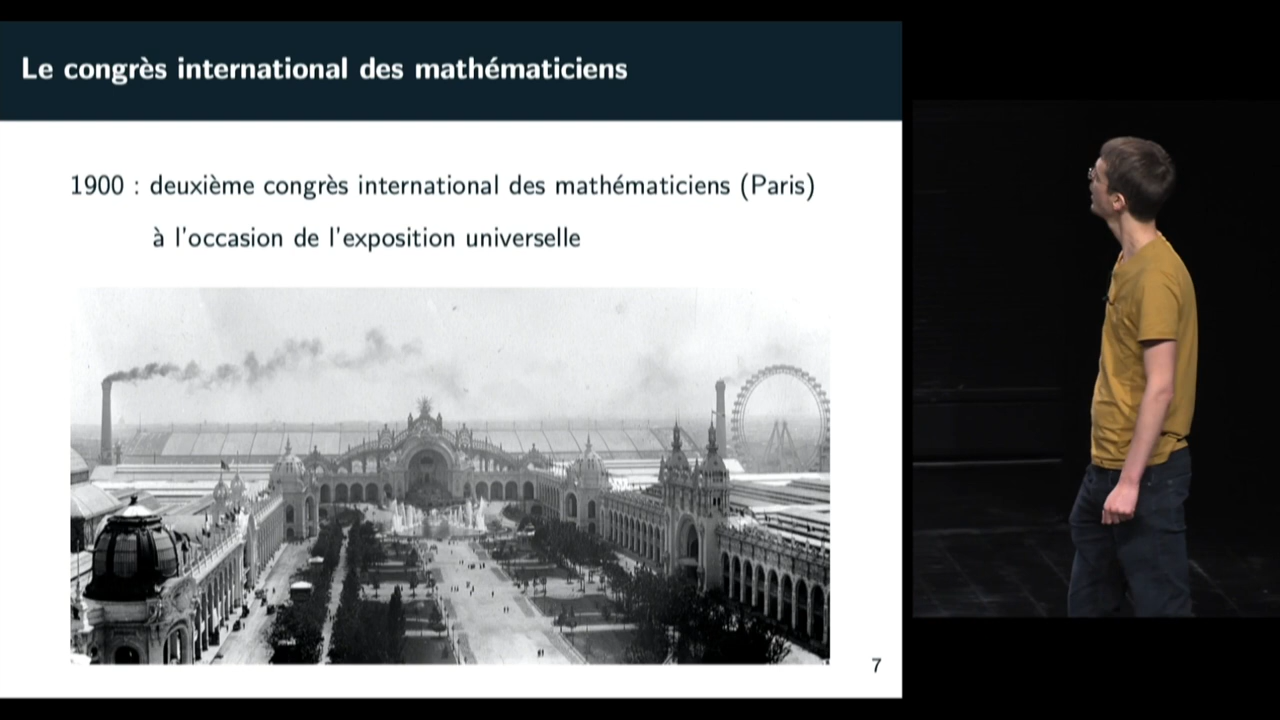 Le congrès international des mathématiciens
1900 : deuxième congrès international des mathématiciens (Paris)
à l'occasion de l'exposition universelle
7